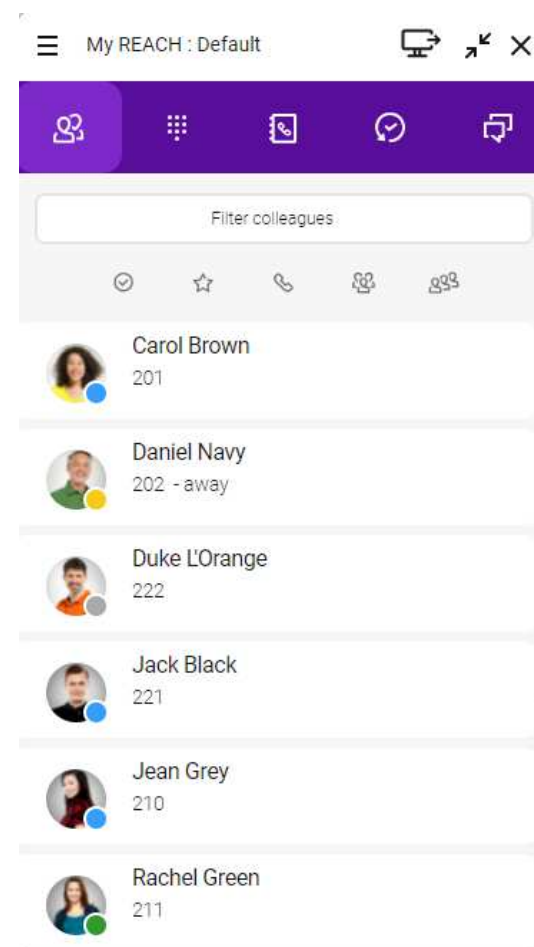 My REACH : Default
Filter colleagues
Carol Brown
201
Daniel Navy
202 - away
Duke L'Orange
222
Jack Black
221
Jean Grey
210
Rachel Green
211